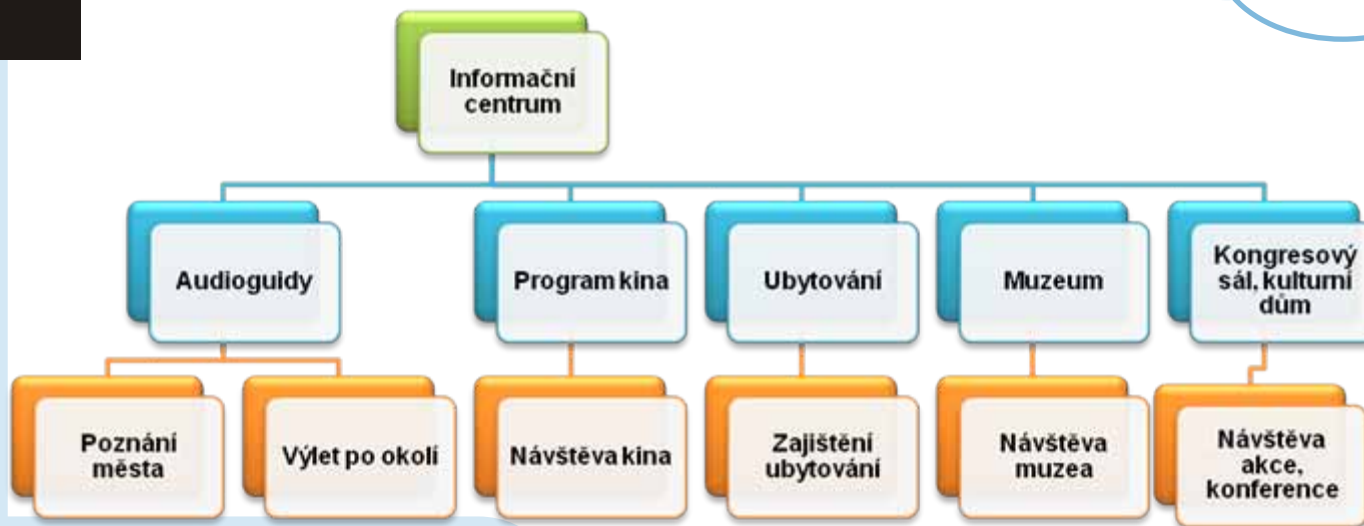 Informační
centrum
Audioguidy
Program kina
Ubytování
Muzeum
Kongresový
sál, kulturní
dům
Poznání
města
Výlet po okolí
Návštěva kina
Zajištění
ubytování
Návštěva
muzea
Návštěva
akce,
konference